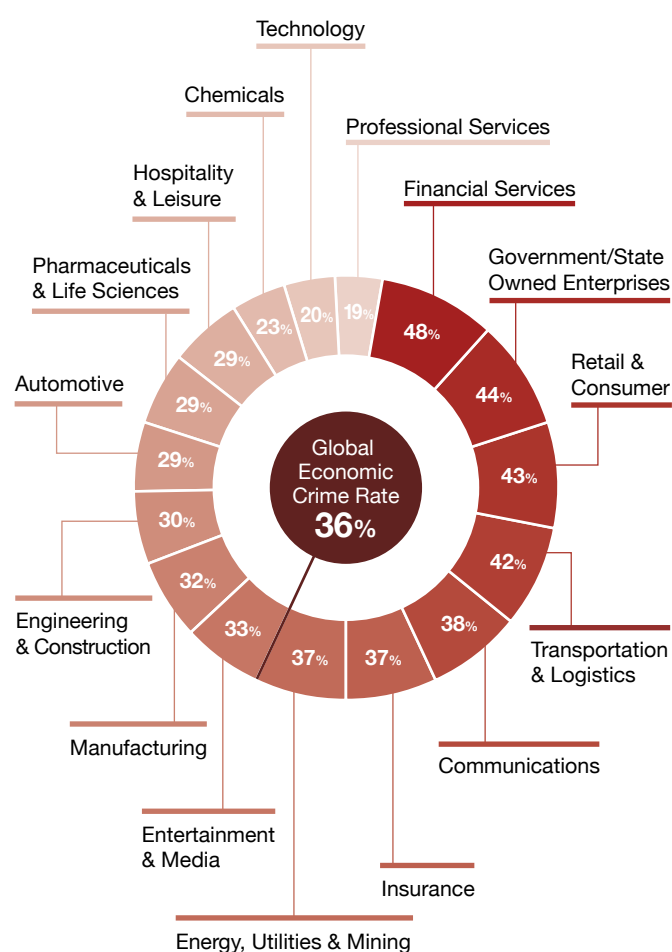 Technology
Chemicals
Professional Services
Hospitality
& Leisure
Financial Services
Pharmaceuticals
& Life Sciences
Government/State
Owned Enterprises
Automotive
Retail &
Consumer
19%
20%
23%
29%
29%
29%
30%
32%
33%
37%
37%
38%
42%
43%
44%
48%
Global
Economic
Crime Rate
36%
Engineering
& Construction
Transportation
& Logistics
Manufacturing
Communications
Entertainment
& Media
Insurance
Energy, Utilities & Mining